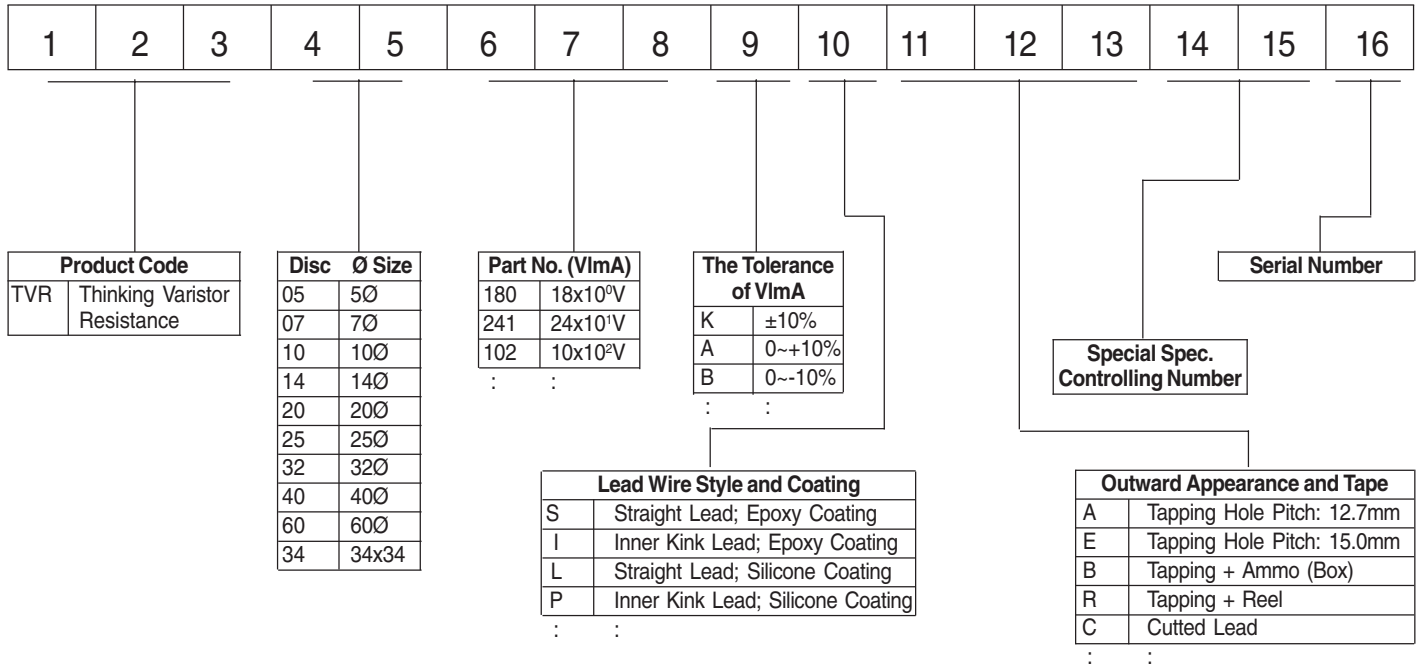 1 2 3 4 5 6 7 8 9 10 11 12 13 14 15 16
Product Code
TVR Thinking Varistor
Resistance
Disc Ø Size
05 5Ø
07 7Ø
10 10Ø
14 14Ø
20 20Ø
25 25Ø
32 32Ø
40 40Ø
60 60Ø
34 34x34
Part No. (VlmA)
180 18x10⁰V
241 24x10¹V
102 10x10²V
: :
The Tolerance
of VlmA
K ±10%
A 0~+10%
B 0~-10%
: :
Lead Wire Style and Coating
S Straight Lead; Epoxy Coating
I Inner Kink Lead; Epoxy Coating
L Straight Lead; Silicone Coating
P Inner Kink Lead; Silicone Coating
: :
Outward Appearance and Tape
A Tapping Hole Pitch: 12.7mm
E Tapping Hole Pitch: 15.0mm
B Tapping + Ammo (Box)
R Tapping + Reel
C Cutted Lead
: :
Special Spec.
Controlling Number
Serial Number